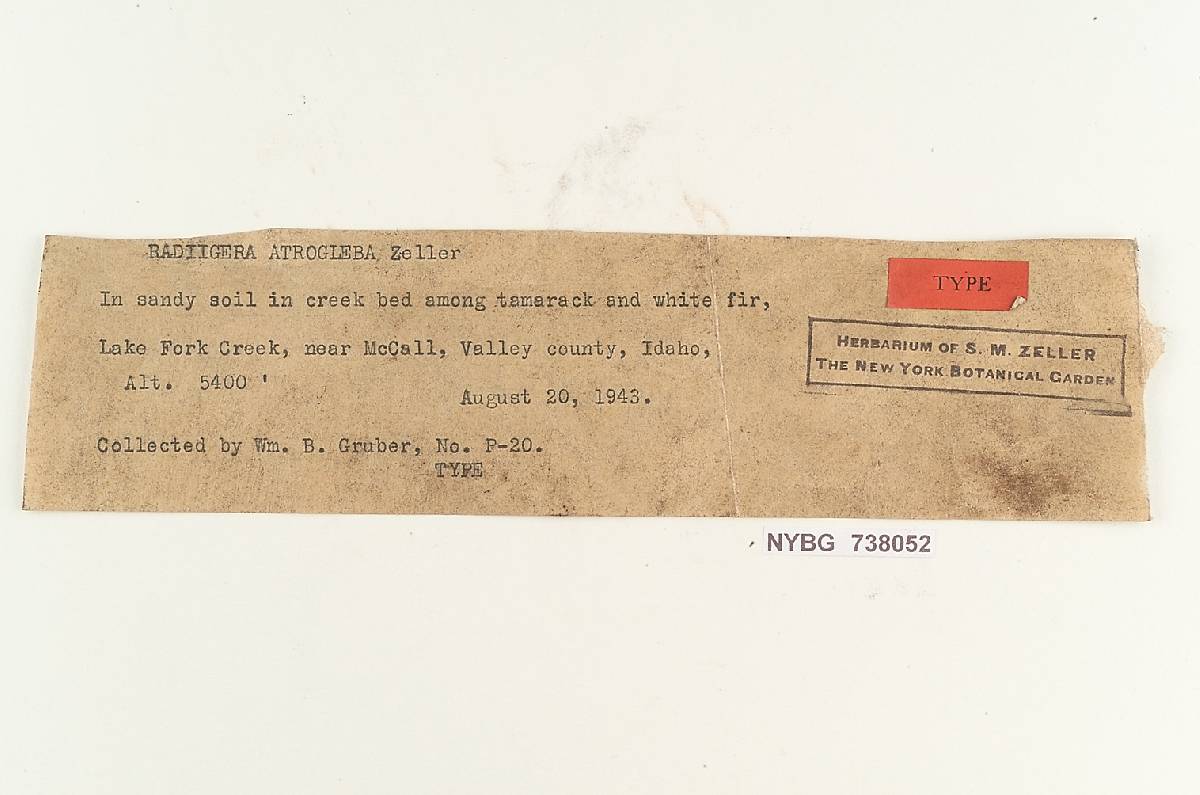 RADIIGERA ATROGLEBA Zeller
In sandy soil in creek bed among tamarack and white fir,
Lake Fork Creek, near McCall, Valley county, Idaho,
Alt. 5400 '
August 20, 1943.
Collected by Wm. B. Gruber, No. P-20.
TYPE
TYPE
HERBARIUM OF S. M. ZELLER
THE NEW YORK BOTANICAL GARDEN
NYBG 738052